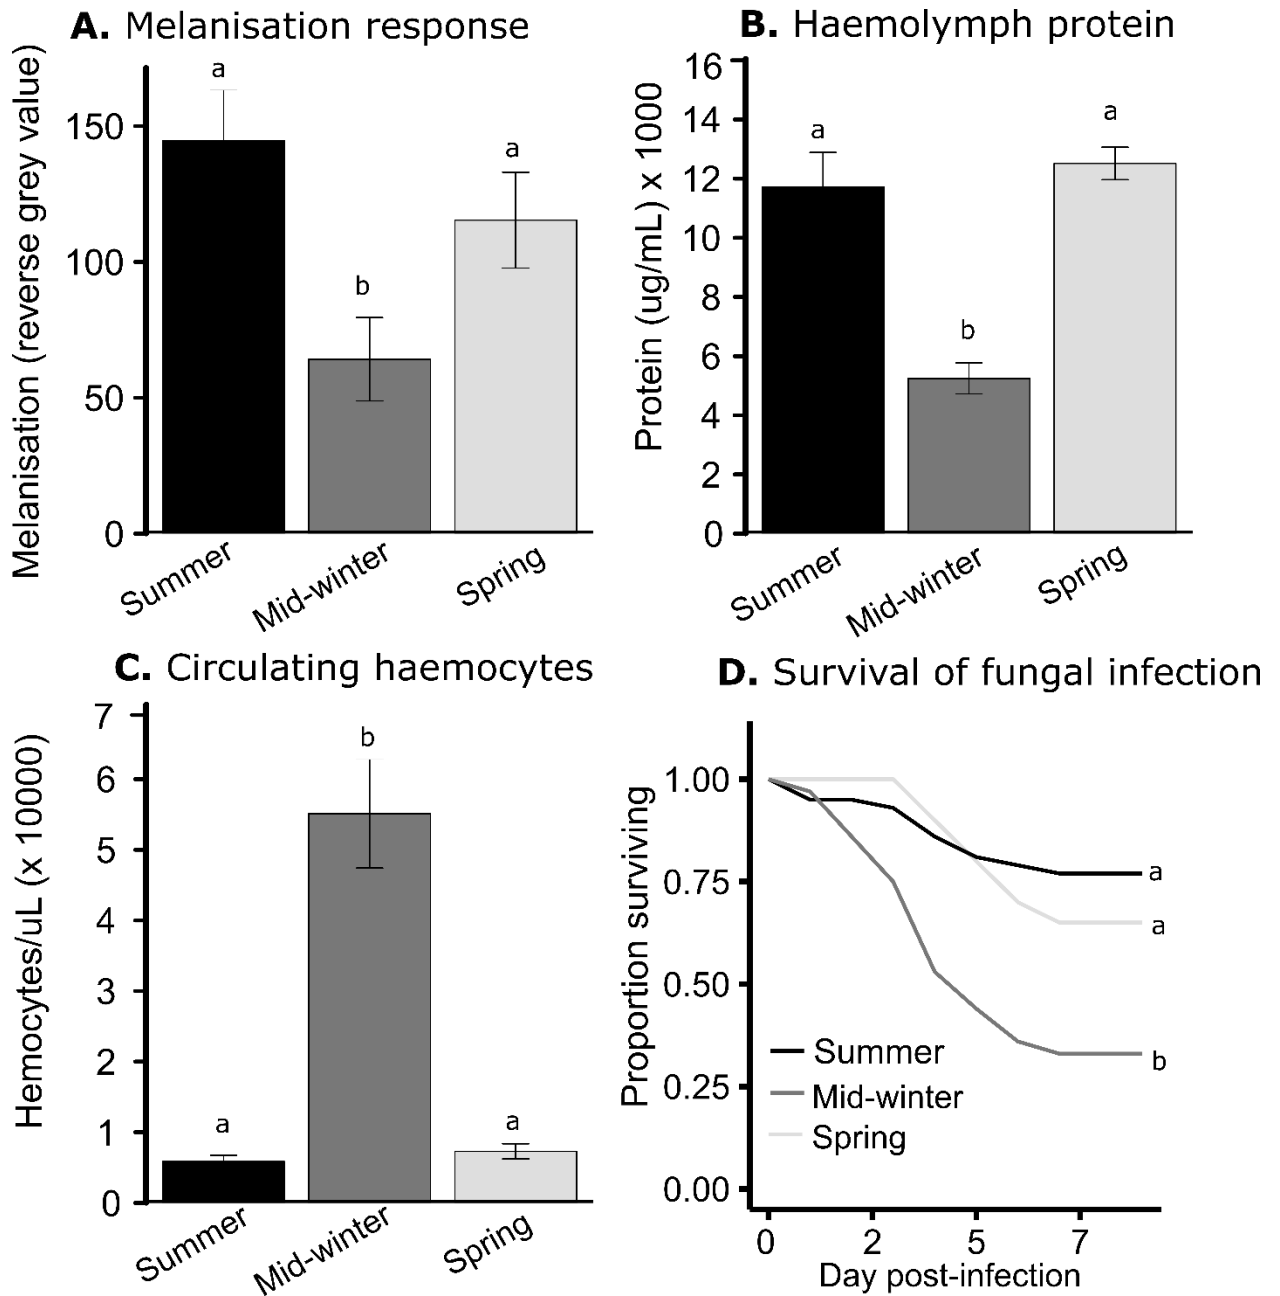 A. Melanisation response
Melanisation (reverse grey value)
150
100
50
0
a
b
a
Summer
Mid-winter
Spring
B. Haemolymph protein
Protein (ug/mL) x 1000
16
14
12
10
8
6
4
2
0
a
b
a
Summer
Mid-winter
Spring
C. Circulating haemocytes
Hemocytes/uL (x 10000)
7
6
5
4
3
2
1
0
a
b
a
Summer
Mid-winter
Spring
D. Survival of fungal infection
Proportion surviving
1.00
0.75
0.50
0.25
0.00
a
a
b
Summer
Mid-winter
Spring
0 2 5 7
Day post-infection